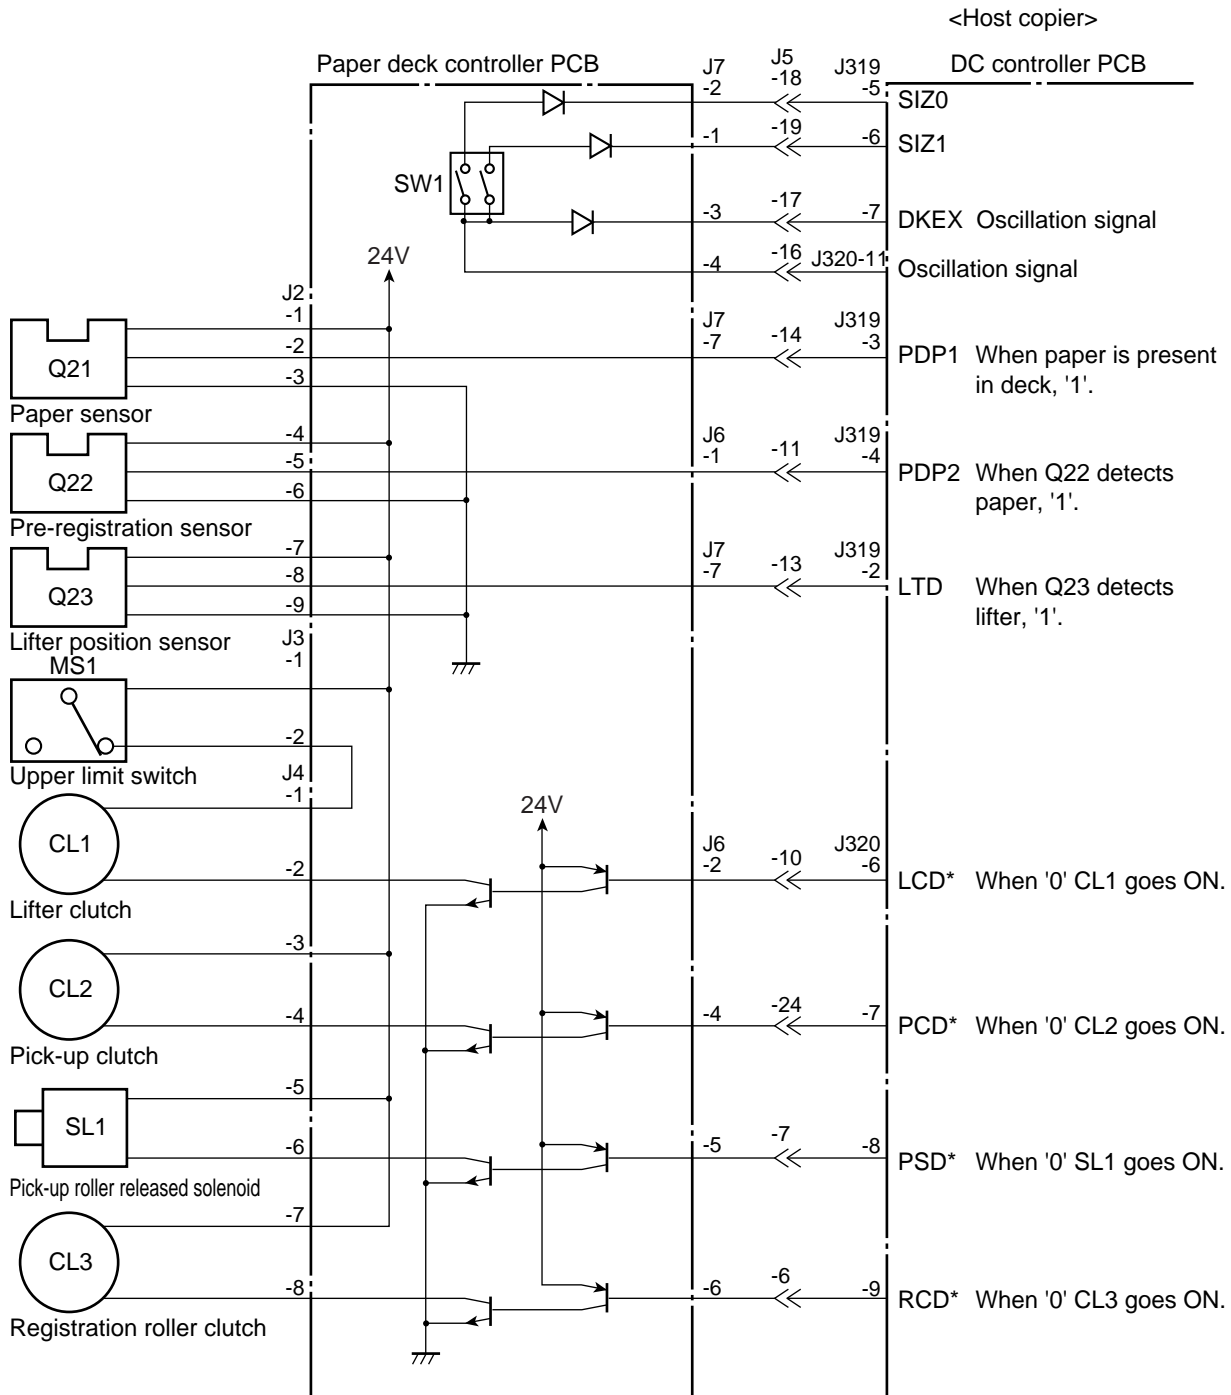 <Host copier>
Paper deck controller PCB
J7
J5
J319
DC controller PCB
-2
-18
-5
SIZ0
-1
-19
-6
SIZ1
SW1
-3
-17
-7
DKEX Oscillation signal
24V
-4
-16
J320-11
Oscillation signal
J2
-1
Q21
-2
J7
-7
-14
J319
-3
PDP1 When paper is present
in deck, '1'.
-3
Paper sensor
-4
Q22
-5
J6
-1
-11
J319
-4
PDP2 When Q22 detects
paper, '1'.
-6
Pre-registration sensor
-7
Q23
-8
J7
-7
-13
J319
-2
LTD When Q23 detects
lifter, '1'.
-9
Lifter position sensor
J3
-1
MS1
-2
Upper limit switch
J4
-1
24V
CL1
-2
J6
-2
-10
J320
-6
LCD* When '0' CL1 goes ON.
Lifter clutch
-3
CL2
-4
-4
-24
-7
PCD* When '0' CL2 goes ON.
Pick-up clutch
-5
SL1
-6
-5
-7
-8
PSD* When '0' SL1 goes ON.
Pick-up roller released solenoid
-7
CL3
-8
-6
-6
-9
RCD* When '0' CL3 goes ON.
Registration roller clutch